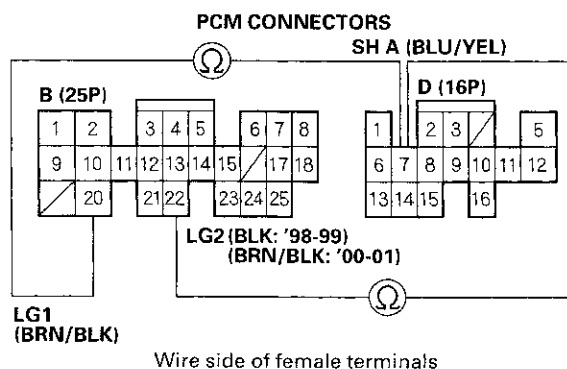 PCM CONNECTORS
SH A (BLU/YEL)
Ω
B (25P)
D (16P)
1 2 3 4 5 6 7 8
9 10 11 12 13 14 15 17 18
20 21 22 23 24 25
1 2 3 5
6 7 8 9 10 11 12
13 14 15 16
LG2 (BLK: '98-99)
(BRN/BLK: '00-01)
Ω
LG1
(BRN/BLK)
Wire side of female terminals